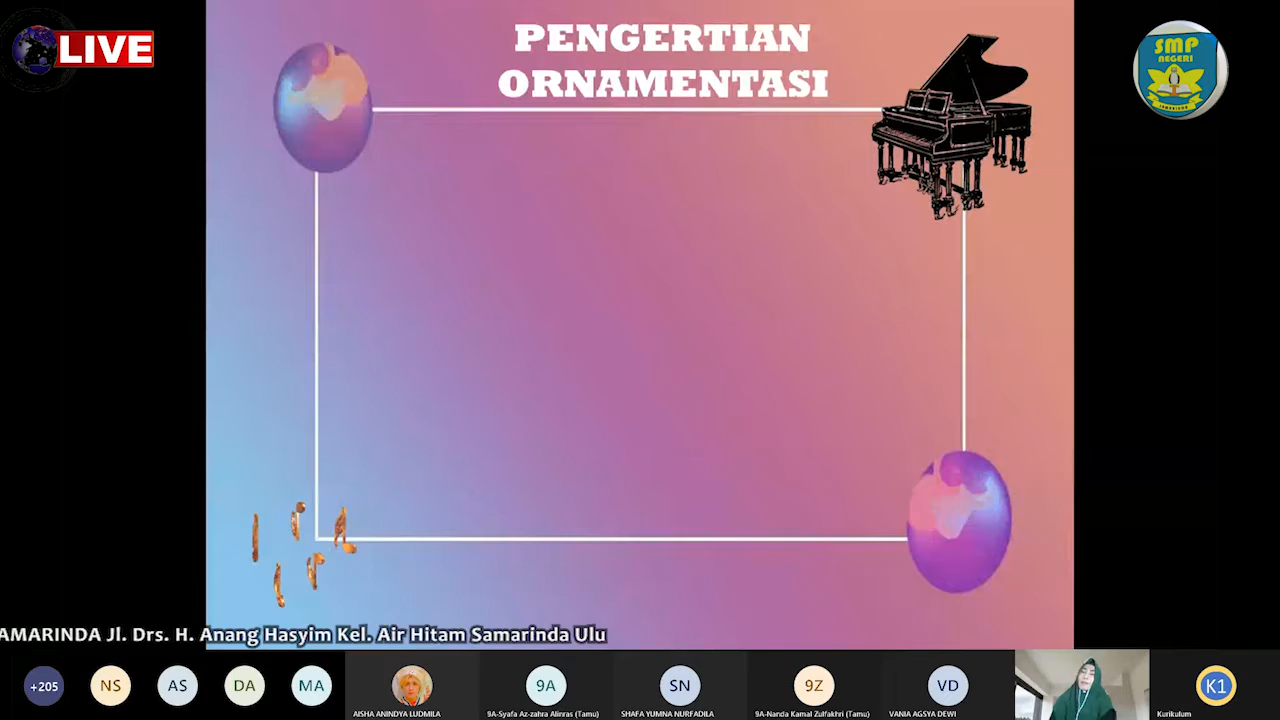 LIVE
PENGERTIAN
ORNAMENTASI
SMP
NEGERI
SAMARINDA
AMARINDA Jl. Drs. H. Anang Hasyim Kel. Air Hitam Samarinda Ulu
+205
NS
AS
DA
MA
AISHA ANINDYA LUDMILA
9A
9A-Syafa Az-zahra Alinras (Tamu)
SN
SHAFA YUMNA NURFADILA
9Z
9A-Nanda Kamal Zulfakhri (Tamu)
VD
VANIA AGSYA DEWI
K1
Kurikulum